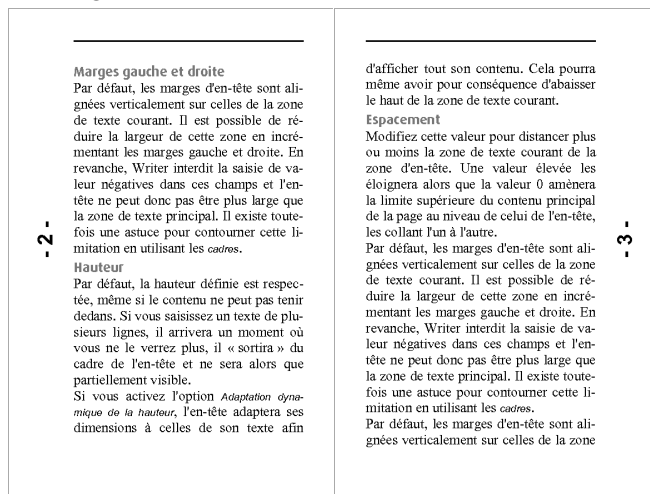 Marges gauche et droite
Par défaut, les marges d'en-tête sont ali-
gnées verticalement sur celles de la zone
de texte courant. Il est possible de ré-
duire la largeur de cette zone en incré-
mentant les marges gauche et droite. En
revanche, Writer interdit la saisie de va-
leur négatives dans ces champs et l'en-
tête ne peut donc pas être plus large que
la zone de texte principal. Il existe toute-
fois une astuce pour contourner cette li-
mitation en utilisant les cadres.
Hauteur
Par défaut, la hauteur définie est respec-
tée, même si le contenu ne peut pas tenir
dedans. Si vous saisissez un texte de plu-
sieurs lignes, il arrivera un moment où
vous ne le verrez plus, il « sortira » du
cadre de l'en-tête et ne sera alors que
partiellement visible.
Si vous activez l'option Adaptation dyna-
mique de la hauteur, l'en-tête adaptera ses
dimensions à celles de son texte afin
- 2 -
d'afficher tout son contenu. Cela pourra
même avoir pour conséquence d'abaisser
le haut de la zone de texte courant.
Espacement
Modifiez cette valeur pour distancer plus
ou moins la zone de texte courant de la
zone d'en-tête. Une valeur élevée les
éloignera alors que la valeur 0 amènera
la limite supérieure du contenu principal
de la page au niveau de celui de l'en-tête,
les collant l'un à l'autre.
Par défaut, les marges d'en-tête sont ali-
gnées verticalement sur celles de la zone
de texte courant. Il est possible de ré-
duire la largeur de cette zone en incré-
mentant les marges gauche et droite. En
revanche, Writer interdit la saisie de va-
leur négatives dans ces champs et l'en-
tête ne peut donc pas être plus large que
la zone de texte principal. Il existe toute-
fois une astuce pour contourner cette li-
mitation en utilisant les cadres.
Par défaut, les marges d'en-tête sont ali-
gnées verticalement sur celles de la zone
- 3 -